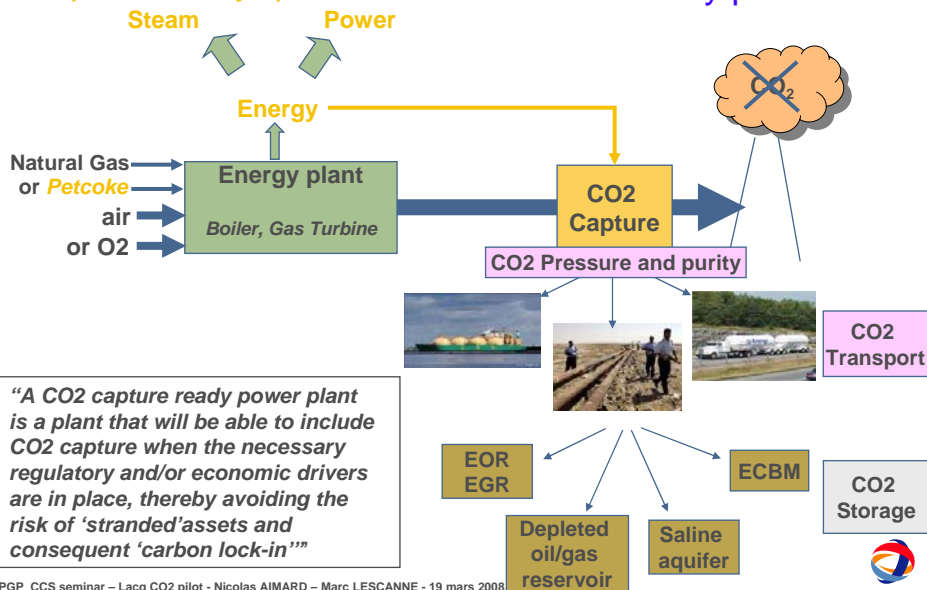 Steam
Power
Energy
CO2
Natural Gas
or Petcoke
air
or O2
Energy plant
Boiler, Gas Turbine
CO2
Capture
CO2 Pressure and purity
CO2
Transport
"A CO2 capture ready power plant
is a plant that will be able to include
CO2 capture when the necessary
regulatory and/or economic drivers
are in place, thereby avoiding the
risk of 'stranded'assets and
consequent 'carbon lock-in'"
EOR
EGR
ECBM
CO2
Storage
Depleted
oil/gas
reservoir
Saline
aquifer
PGP CCS seminar – Lacq CO2 pilot - Nicolas AIMARD – Marc LESCANNE - 19 mars 2008